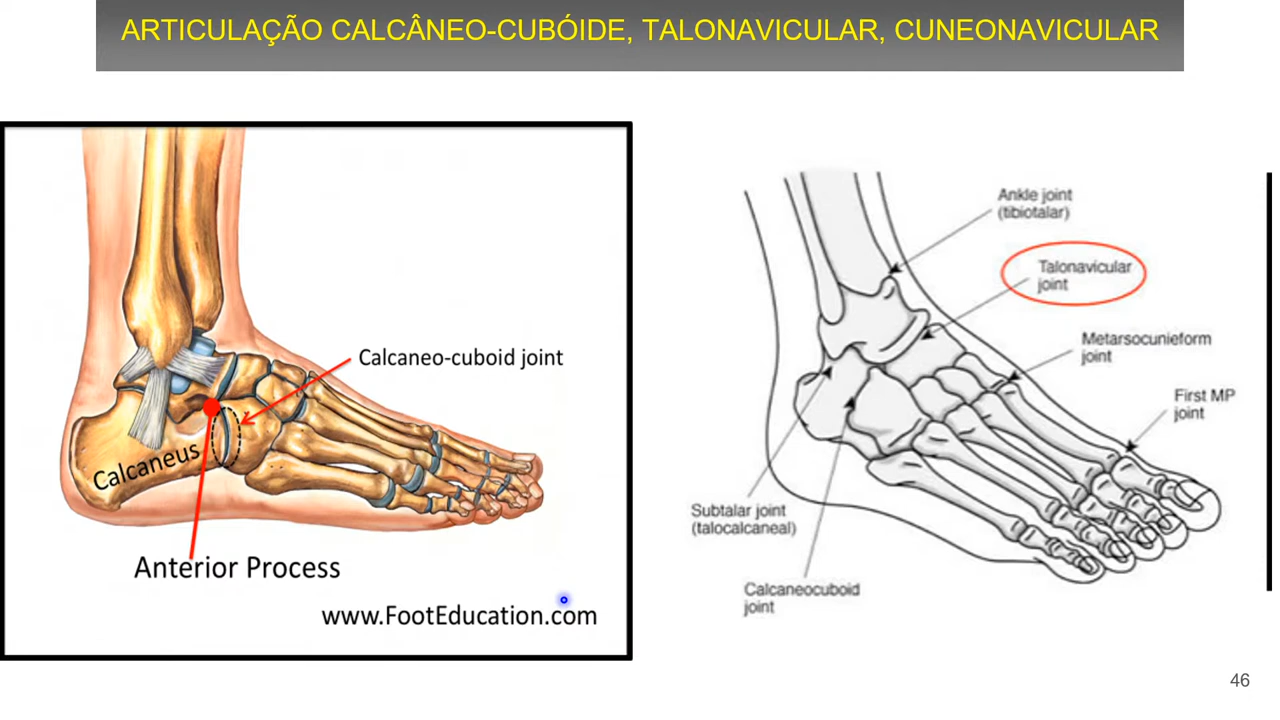 ARTICULAÇÃO CALCÂNEO-CUBÓIDE, TALONAVICULAR, CUNEONAVICULAR
Calcaneo-cuboid joint
Calcaneus
Anterior Process
www.FootEducation.com
Ankle joint
(tibiotalar)
Talonavicular
joint
Metarsocunieform
joint
First MP
joint
Subtalar joint
(talocalcaneal)
Calcaneocuboid
joint
46